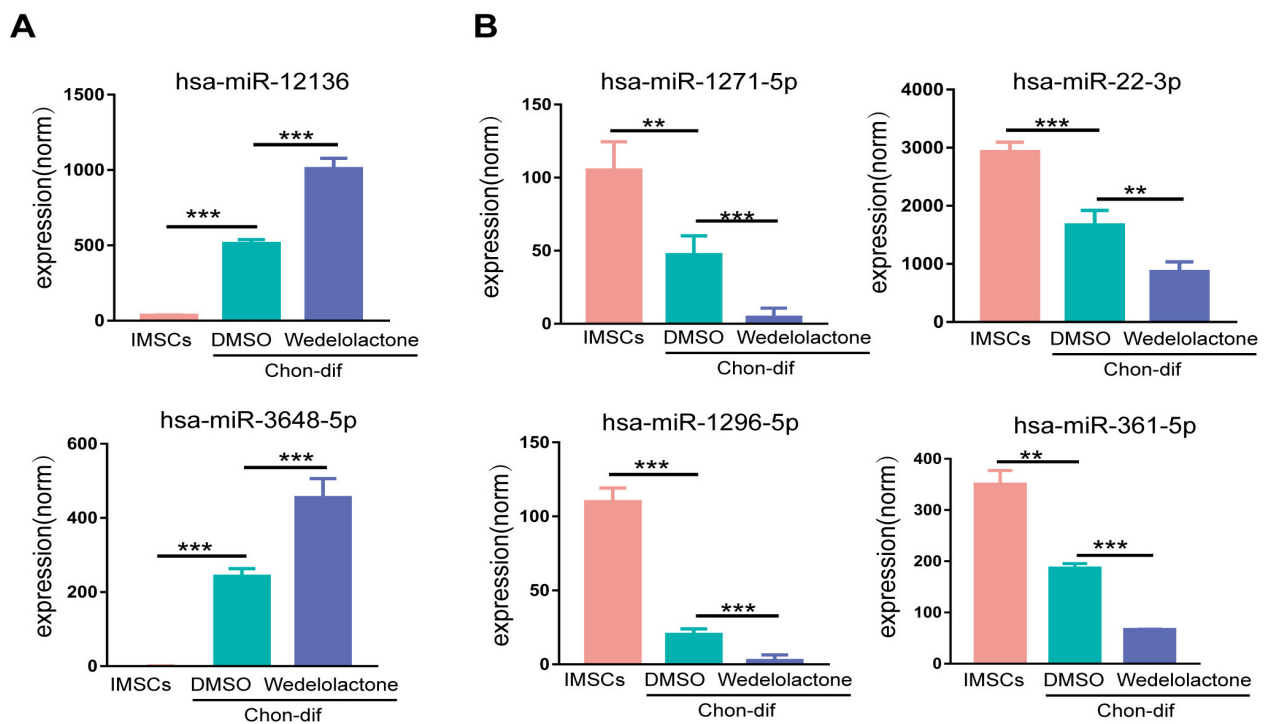 A
B
hsa-miR-12136
expression(norm)
1500
1000
500
0
***
***
IMSCs DMSO Wedelolactone
Chon-dif
hsa-miR-1271-5p
expression(norm)
150
100
50
0
**
***
IMSCs DMSO Wedelolactone
Chon-dif
hsa-miR-22-3p
expression(norm)
4000
3000
2000
1000
0
***
**
IMSCs DMSO Wedelolactone
Chon-dif
hsa-miR-3648-5p
expression(norm)
600
400
200
0
***
***
IMSCs DMSO Wedelolactone
Chon-dif
hsa-miR-1296-5p
expression(norm)
150
100
50
0
***
***
IMSCs DMSO Wedelolactone
Chon-dif
hsa-miR-361-5p
expression(norm)
400
300
200
100
0
**
***
IMSCs DMSO Wedelolactone
Chon-dif